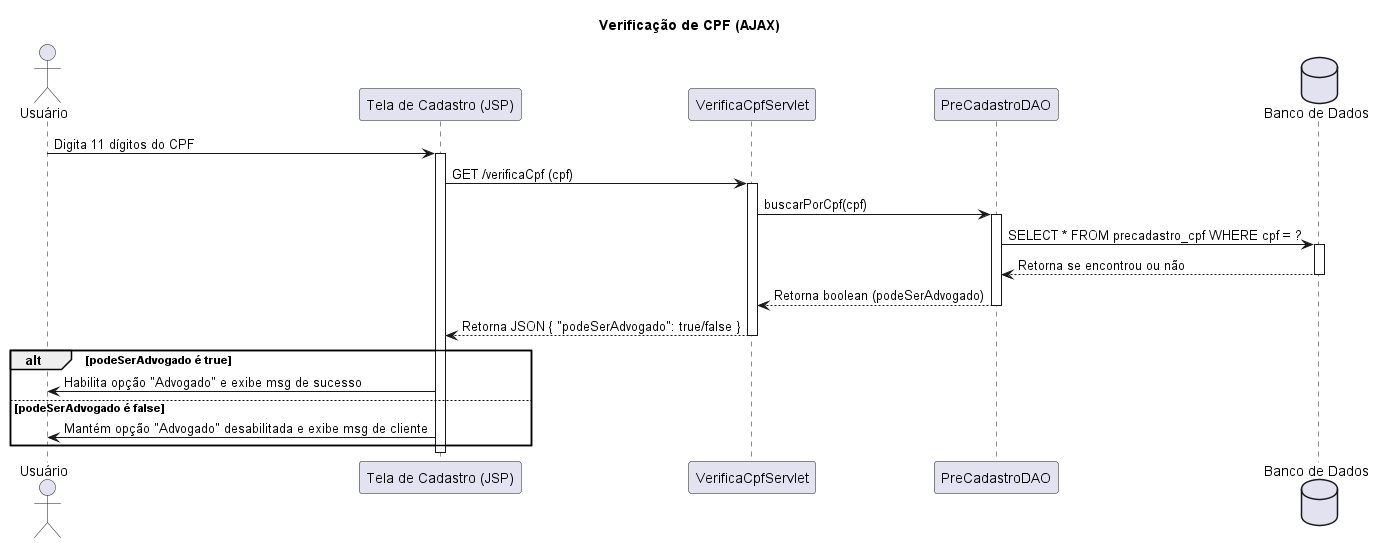 Verificação de CPF (AJAX)
Usuário
Tela de Cadastro (JSP)
VerificaCpfServlet
PreCadastroDAO
Banco de Dados
Digita 11 dígitos do CPF
GET /verificaCpf (cpf)
buscarPorCpf(cpf)
SELECT * FROM precadastro_cpf WHERE cpf = ?
Retorna se encontrou ou não
Retorna boolean (podeSerAdvogado)
Retorna JSON { "podeSerAdvogado": true/false }
alt [podeSerAdvogado é true]
Habilita opção "Advogado" e exibe msg de sucesso
[podeSerAdvogado é false]
Mantém opção "Advogado" desabilitada e exibe msg de cliente
Usuário
Tela de Cadastro (JSP)
VerificaCpfServlet
PreCadastroDAO
Banco de Dados